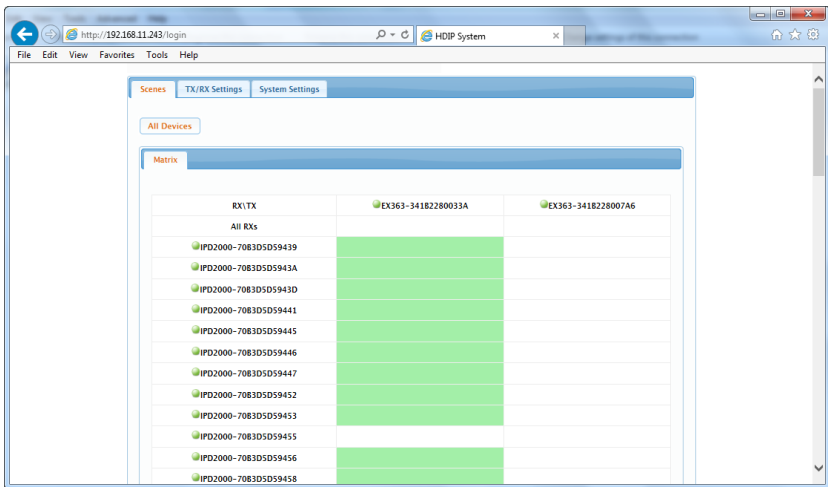 http://192.168.11.243/login
HDIP System
File Edit View Favorites Tools Help
Scenes TX/RX Settings System Settings
All Devices
Matrix
RX\TX EX363-341B2280033A EX363-341B228007A6
All RXs
IPD2000-70B3D5D59439
IPD2000-70B3D5D5943A
IPD2000-70B3D5D5943D
IPD2000-70B3D5D59441
IPD2000-70B3D5D59445
IPD2000-70B3D5D59446
IPD2000-70B3D5D59447
IPD2000-70B3D5D59452
IPD2000-70B3D5D59453
IPD2000-70B3D5D59455
IPD2000-70B3D5D59456
IPD2000-70B3D5D59458